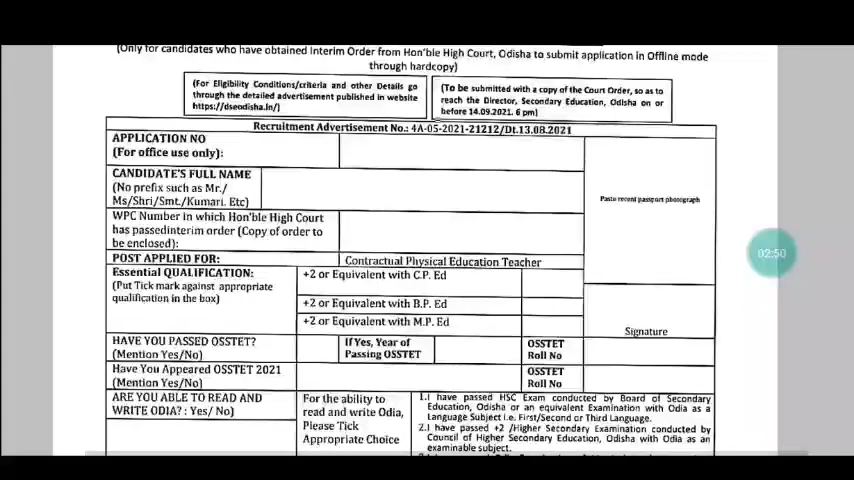 (Only for candidates who have obtained Interim Order from Hon'ble High Court, Odisha to submit application in Offline mode
through hardcopy)
(For Eligibility Conditions/criteria and other Details go
through the detailed advertisement published in website
https://dseodisha.in/)
(To be submitted with a copy of the Court Order, so as to
reach the Director, Secondary Education, Odisha on or
before 14.09.2021. 6 pm)
Recruitment Advertisement No.: 4A-05-2021-21212/Dt.13.08.2021
APPLICATION NO
(For office use only):
CANDIDATE'S FULL NAME
(No prefix such as Mr./
Ms/Shri/Smt./Kumari. Etc)
Paste recent passport photograph
WPC Number in which Hon'ble High Court
has passedinterim order (Copy of order to
be enclosed):
POST APPLIED FOR:
Contractual Physical Education Teacher
Essential QUALIFICATION:
(Put Tick mark against appropriate
qualification in the box)
+2 or Equivalent with C.P. Ed
+2 or Equivalent with B.P. Ed
+2 or Equivalent with M.P. Ed
Signature
HAVE YOU PASSED OSSTET?
(Mention Yes/No)
If Yes, Year of
Passing OSSTET
OSSTET
Roll No
Have You Appeared OSSTET 2021
(Mention Yes/No)
OSSTET
Roll No
ARE YOU ABLE TO READ AND
WRITE ODIA? : Yes/ No)
For the ability to
read and write Odia,
Please Tick
Appropriate Choice
1.I have passed HSC Exam conducted by Board of Secondary
Education, Odisha or an equivalent Examination with Odia as a
Language Subject i.e. First/Second or Third Language.
2.I have passed +2 /Higher Secondary Examination conducted by
Council of Higher Secondary Education, Odisha with Odia as an
examinable subject.
02:50